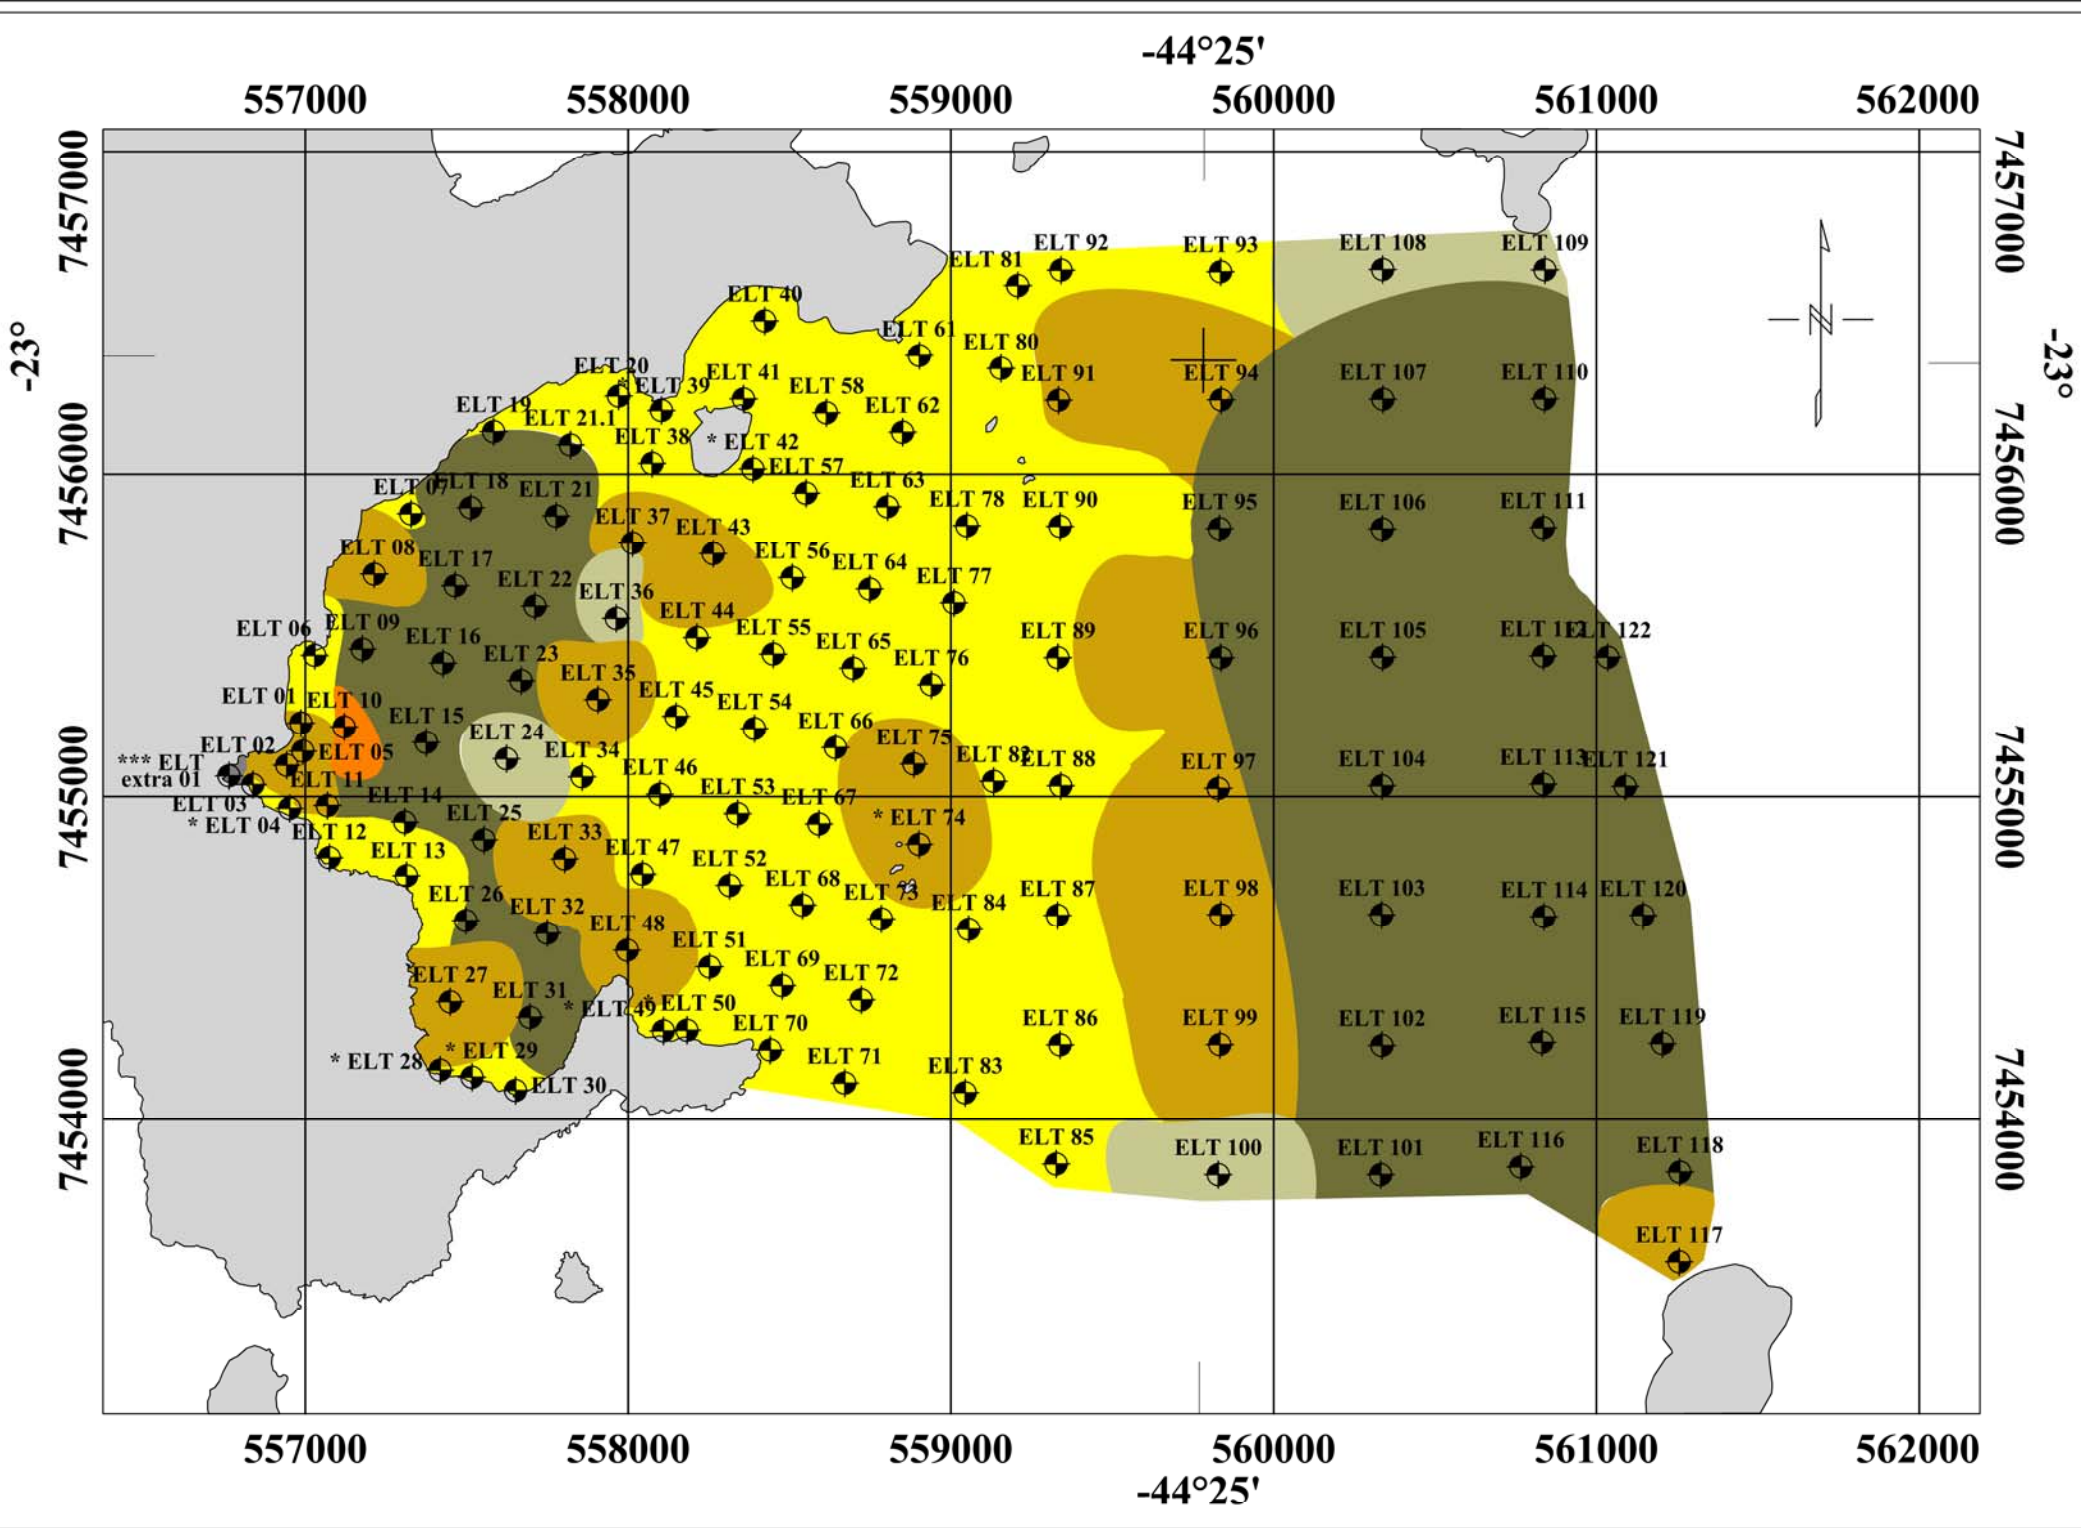 -44°25'
557000 558000 559000 560000 561000 562000
7457000
7457000
ELT 92
ELT 93
ELT 108
ELT 109
ELT 81
ELT 40
ELT 61
ELT 80
-23°
-23°
ELT 20
* ELT 39
ELT 41
ELT 58
ELT 91
ELT 94
ELT 107
ELT 110
ELT 19
ELT 21.1
ELT 62
ELT 38
* ELT 42
7456000
7456000
ELT 57
ELT 07
ELT 18
ELT 21
ELT 63
ELT 78
ELT 90
ELT 95
ELT 106
ELT 111
ELT 37
ELT 43
ELT 08
ELT 17
ELT 56
ELT 64
ELT 22
ELT 36
ELT 77
ELT 44
ELT 06
ELT 09
ELT 16
ELT 55
ELT 65
ELT 89
ELT 96
ELT 105
ELT 112
ELT 122
ELT 23
ELT 35
ELT 76
ELT 01
ELT 10
ELT 45
ELT 54
ELT 15
ELT 24
ELT 66
ELT 75
ELT 02
ELT 05
ELT 34
*** ELT
extra 01
ELT 82
ELT 88
ELT 97
ELT 104
ELT 113
ELT 121
7455000
7455000
ELT 11
ELT 46
ELT 03
ELT 14
ELT 53
ELT 67
* ELT 04
ELT 12
ELT 25
ELT 33
* ELT 74
ELT 13
ELT 47
ELT 52
ELT 68
ELT 73
ELT 84
ELT 87
ELT 98
ELT 103
ELT 114
ELT 120
ELT 26
ELT 32
ELT 48
ELT 51
ELT 69
ELT 72
ELT 27
ELT 31
* ELT 49
* ELT 50
ELT 70
ELT 86
ELT 99
ELT 102
ELT 115
ELT 119
* ELT 28
* ELT 29
ELT 30
ELT 71
ELT 83
7454000
7454000
ELT 85
ELT 100
ELT 101
ELT 116
ELT 118
ELT 117
N
557000 558000 559000 560000 561000 562000
-44°25'